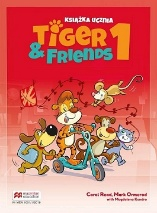 KSIĄŻKA UCZNIA
TIGER 1
& FRIENDS
Carol Read, Mark Ormerod
with Magdalena Kondro